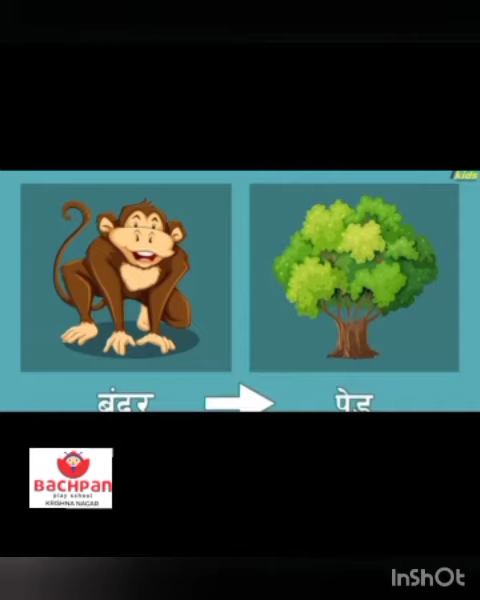 kids
बंदर → पेड़
BACHPAN
play school
KRISHNA NAGAR
InShOt